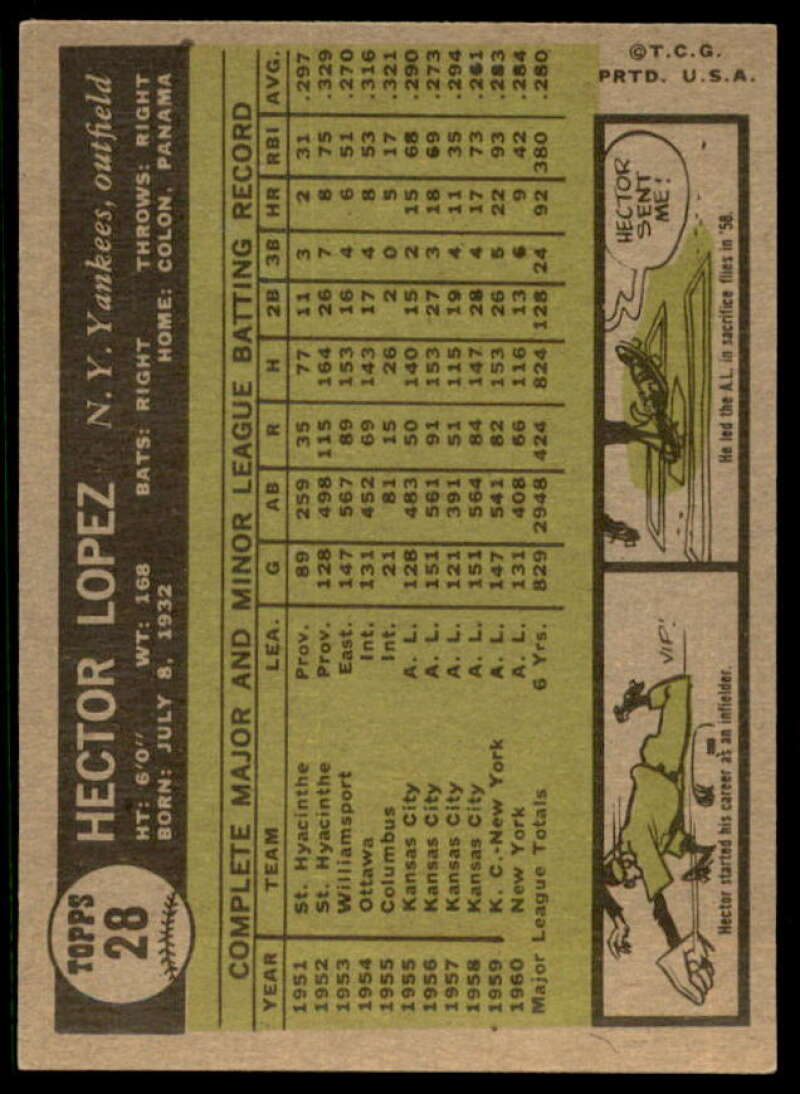 TOPPS
28
HECTOR LOPEZ N. Y. Yankees, outfield
HT: 6'0" WT: 168 BATS: RIGHT THROWS: RIGHT
BORN: JULY 8, 1932 HOME: COLON, PANAMA
COMPLETE MAJOR AND MINOR LEAGUE BATTING RECORD
YEAR TEAM LEA. G AB R H 2B 3B HR RBI AVG.
1951 St. Hyacinthe Prov. 89 259 35 77 11 3 2 31 .297
1952 St. Hyacinthe Prov. 128 498 115 164 26 7 8 75 .329
1953 Williamsport East. 147 567 89 153 16 4 6 51 .270
1954 Ottawa Int. 131 452 69 143 17 4 8 53 .316
1955 Columbus Int. 21 81 15 26 2 0 5 17 .321
1955 Kansas City A. L. 128 483 50 140 15 2 15 68 .290
1956 Kansas City A. L. 151 561 91 153 27 3 18 69 .273
1957 Kansas City A. L. 121 391 51 115 19 4 11 35 .294
1958 Kansas City A. L. 151 564 84 147 28 4 17 73 .261
1959 K. C.-New York A. L. 147 541 82 153 26 5 22 93 .283
1960 New York A. L. 131 408 66 116 13 6 9 42 .284
Major League Totals 6 Yrs. 829 2948 424 824 128 24 92 380 .280
VIP!
Hector started his career as an infielder.
HECTOR
SENT
ME!
He led the A.L. in sacrifice flies in '58.
©T.C.G.
PRTD. U.S.A.